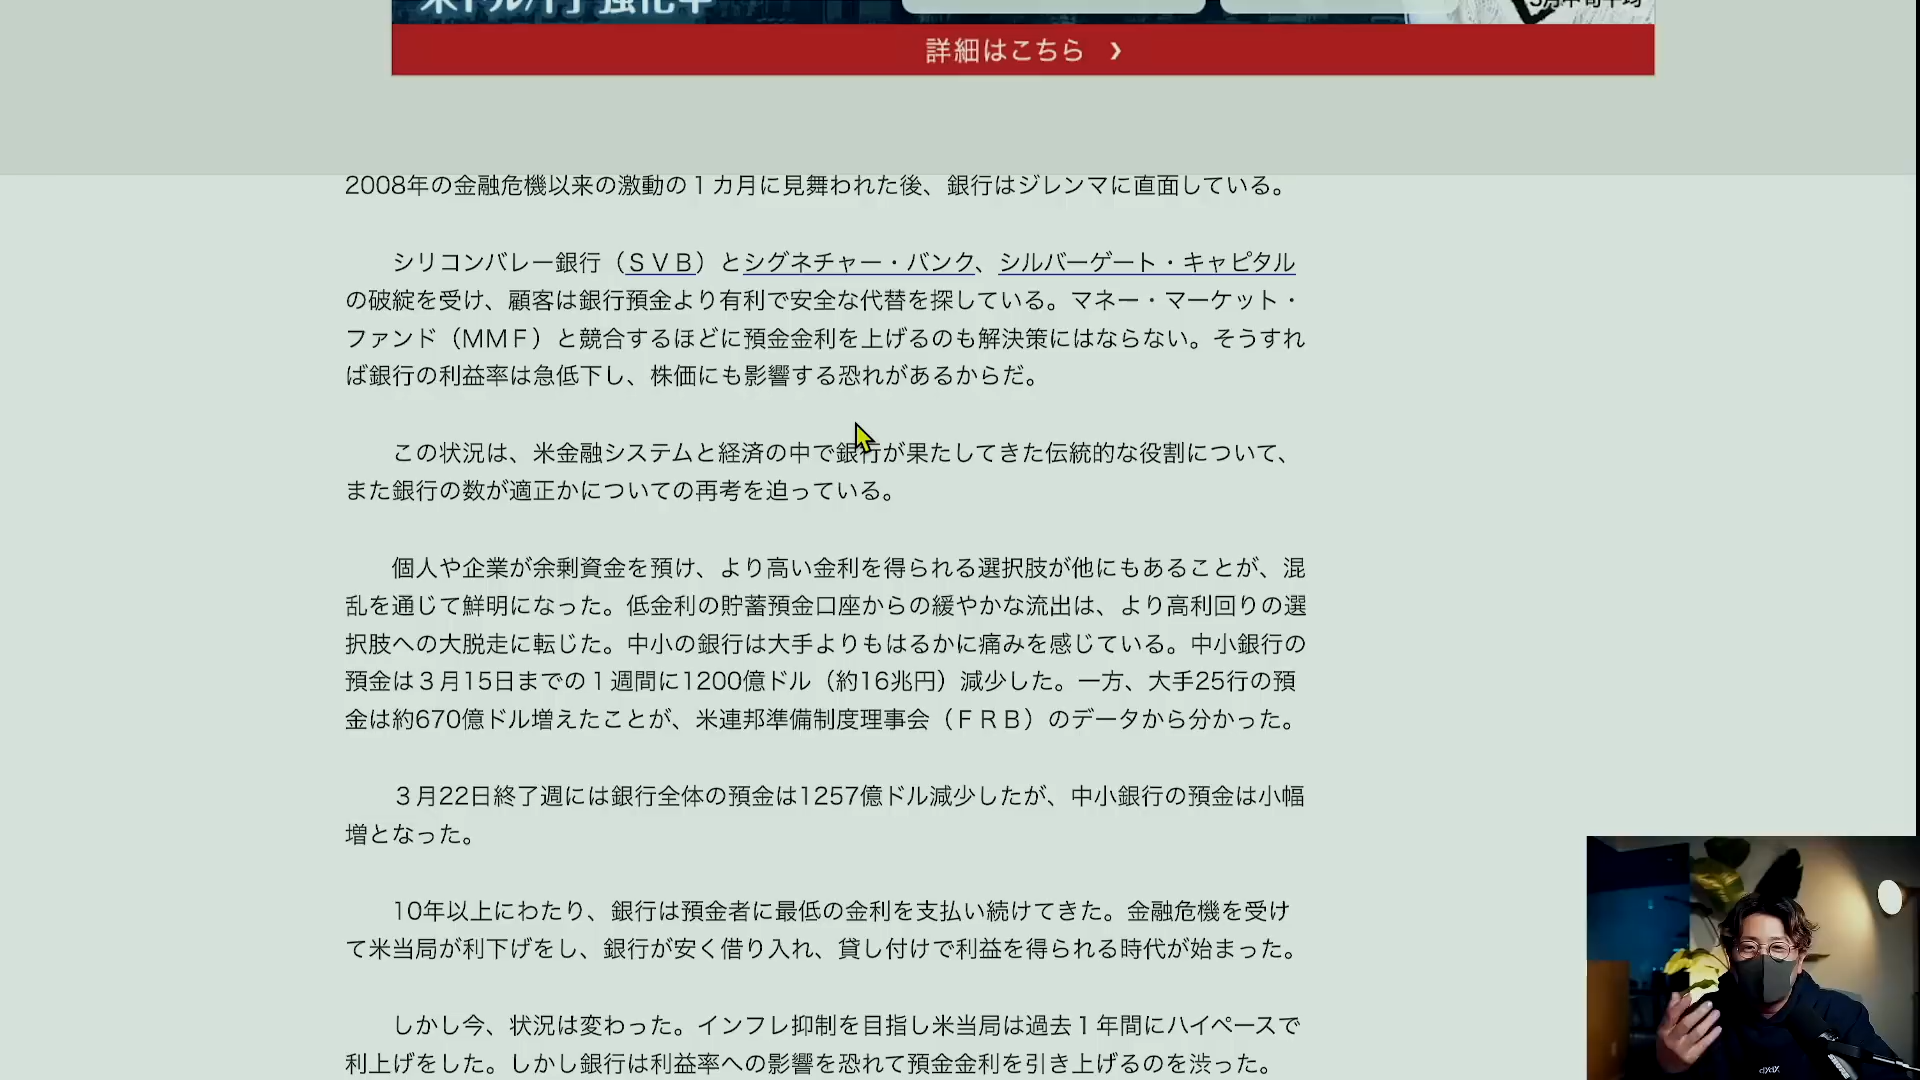 米ドル/円 強化中
5月中旬平均
詳細はこちら ❯
2008年の金融危機以来の激動の１カ月に見舞われた後、銀行はジレンマに直面している。
シリコンバレー銀行（ＳＶＢ）とシグネチャー・バンク、シルバーゲート・キャピタル
の破綻を受け、顧客は銀行預金より有利で安全な代替を探している。マネー・マーケット・
ファンド（ＭＭＦ）と競合するほどに預金金利を上げるのも解決策にはならない。そうすれ
ば銀行の利益率は急低下し、株価にも影響する恐れがあるからだ。
この状況は、米金融システムと経済の中で銀行が果たしてきた伝統的な役割について、
また銀行の数が適正かについての再考を迫っている。
個人や企業が余剰資金を預け、より高い金利を得られる選択肢が他にもあることが、混
乱を通じて鮮明になった。低金利の貯蓄預金口座からの緩やかな流出は、より高利回りの選
択肢への大脱走に転じた。中小の銀行は大手よりもはるかに痛みを感じている。中小銀行の
預金は３月15日までの１週間に1200億ドル（約16兆円）減少した。一方、大手25行の預
金は約670億ドル増えたことが、米連邦準備制度理事会（ＦＲＢ）のデータから分かった。
３月22日終了週には銀行全体の預金は1257億ドル減少したが、中小銀行の預金は小幅
増となった。
10年以上にわたり、銀行は預金者に最低の金利を支払い続けてきた。金融危機を受け
て米当局が利下げをし、銀行が安く借り入れ、貸し付けで利益を得られる時代が始まった。
しかし今、状況は変わった。インフレ抑制を目指し米当局は過去１年間にハイペースで
利上げをした。しかし銀行は利益率への影響を恐れて預金金利を引き上げるのを渋った。
dydx